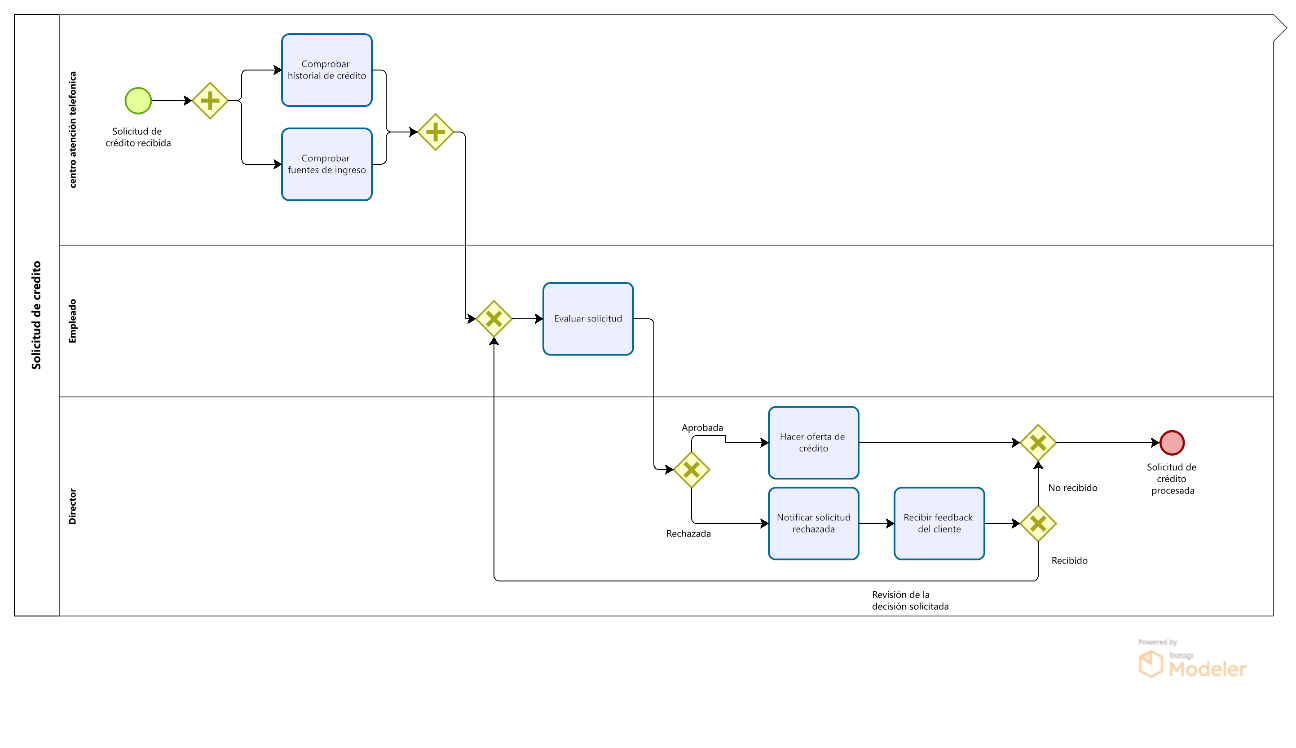 Solicitud de credito
centro atención telefonica
Solicitud de
crédito recibida
Comprobar
historial de crédito
Comprobar
fuentes de ingreso
Empleado
Evaluar solicitud
Director
Aprobada
Hacer oferta de
crédito
Rechazada
Notificar solicitud
rechazada
Recibir feedback
del cliente
No recibido
Recibido
Solicitud de
crédito
procesada
Revisión de la
decisión solicitada
Powered by
bizagi
Modeler